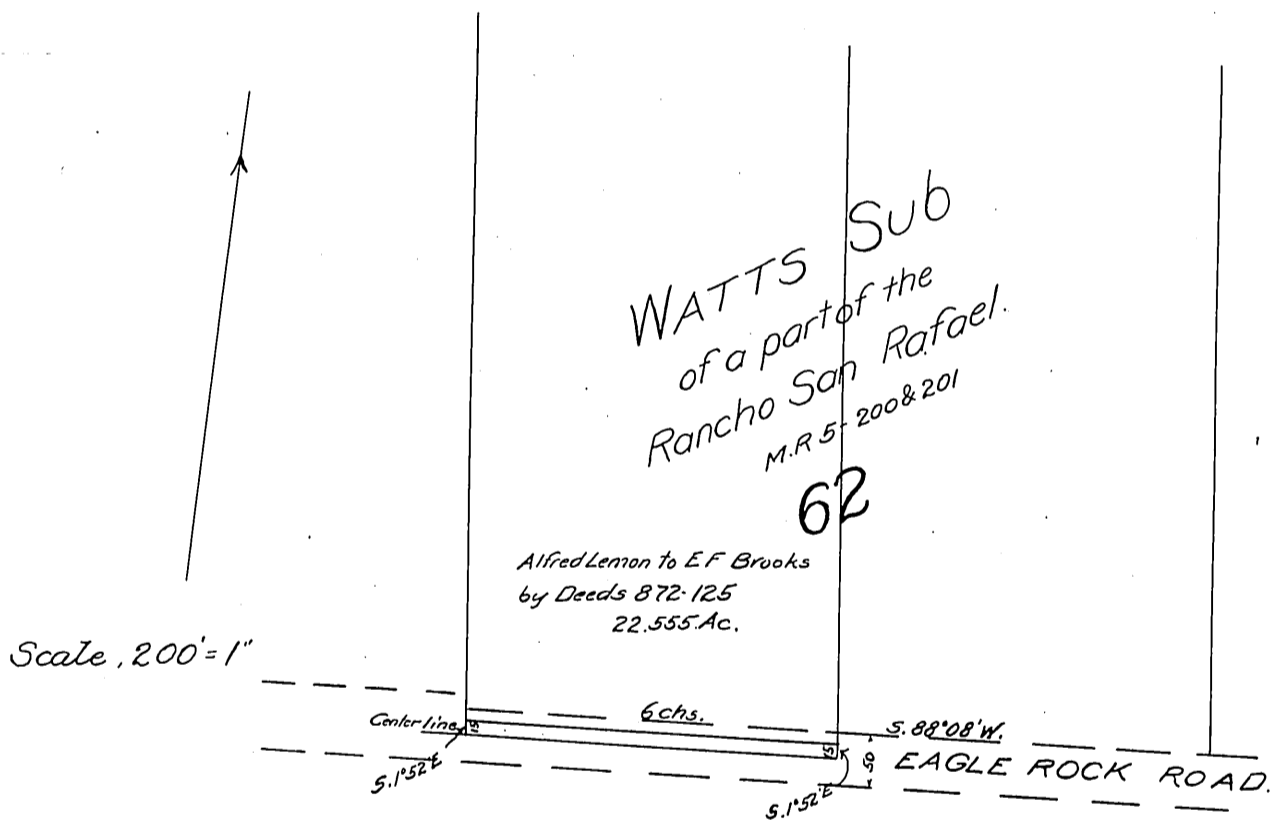 WATTS Sub
of a part of the
Rancho San Rafael.
M.R 5-200 & 201
62
Alfred Lemon to E F Brooks
by Deeds 872-125
22.555 Ac.
Scale, 200'=1"
6 chs.
Center line
S. 88°08' W.
15
15
50
EAGLE ROCK ROAD.
S. 1°52' E
S. 1°52' E